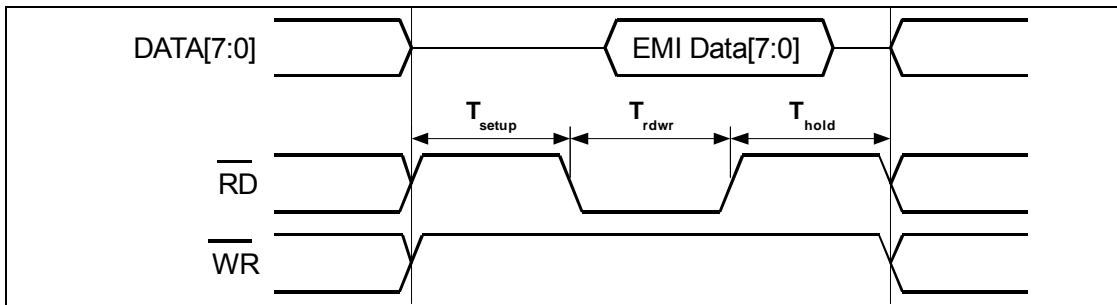 DATA[7:0]
EMI Data[7:0]
T setup
T rdwr
T hold
RD
WR